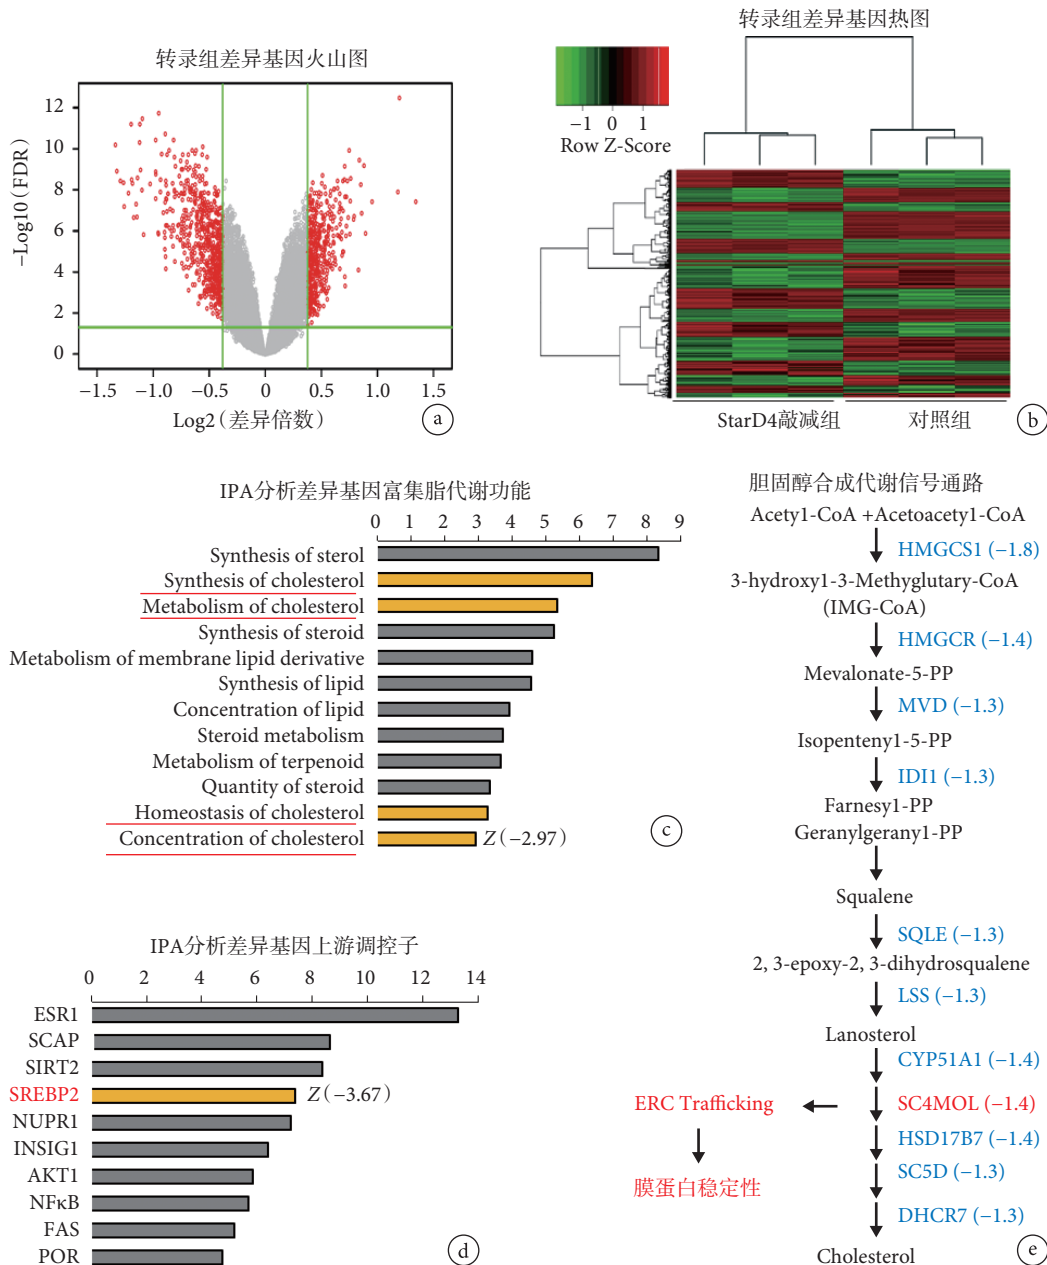 转录组差异基因火山图
−Log10 (FDR)
12
10
8
6
4
2
0
−1.5 −1.0 −0.5 0 0.5 1.0 1.5
Log2 (差异倍数)
a
转录组差异基因热图
−1 0 1
Row Z-Score
StarD4敲减组 对照组
b
IPA分析差异基因富集脂代谢功能
0 1 2 3 4 5 6 7 8 9
Synthesis of sterol
Synthesis of cholesterol
Metabolism of cholesterol
Synthesis of steroid
Metabolism of membrane lipid derivative
Synthesis of lipid
Concentration of lipid
Steroid metabolism
Metabolism of terpenoid
Quantity of steroid
Homeostasis of cholesterol
Concentration of cholesterol Z (−2.97)
c
IPA分析差异基因上游调控子
0 2 4 6 8 10 12 14
ESR1
SCAP
SIRT2
SREBP2 Z (−3.67)
NUPR1
INSIG1
AKT1
NFκB
FAS
POR
d
胆固醇合成代谢信号通路
Acety1-CoA +Acetoacety1-CoA
HMGCS1 (−1.8)
3-hydroxy1-3-Methyglutary-CoA
(IMG-CoA)
HMGCR (−1.4)
Mevalonate-5-PP
MVD (−1.3)
Isopenteny1-5-PP
IDI1 (−1.3)
Farnesy1-PP
Geranylgerany1-PP
Squalene
SQLE (−1.3)
2, 3-epoxy-2, 3-dihydrosqualene
LSS (−1.3)
Lanosterol
CYP51A1 (−1.4)
ERC Trafficking SC4MOL (−1.4)
HSD17B7 (−1.4)
膜蛋白稳定性 SC5D (−1.3)
DHCR7 (−1.3)
Cholesterol
e